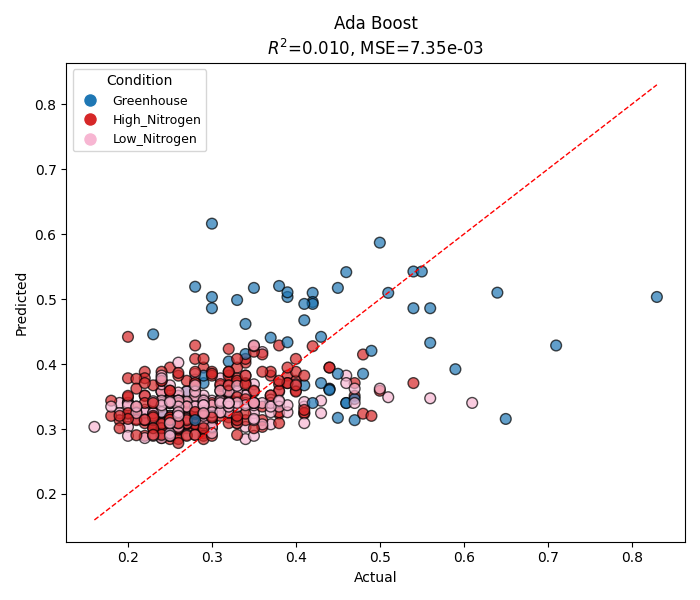 Ada Boost
R²=0.010, MSE=7.35e-03
Condition
Greenhouse
High_Nitrogen
Low_Nitrogen
0.8
0.7
0.6
0.5
0.4
0.3
0.2
Predicted
0.2 0.3 0.4 0.5 0.6 0.7 0.8
Actual